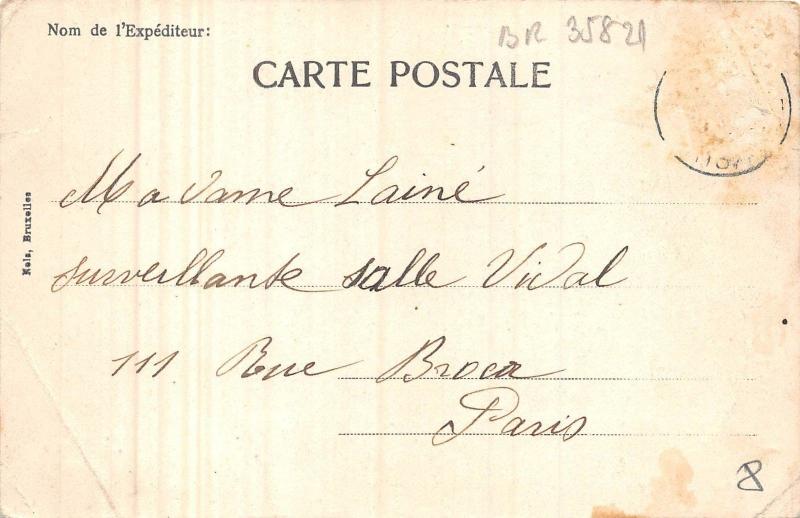 Nom de l'Expéditeur:
BR 35821
CARTE POSTALE
Nels, Bruxelles
Madame Lainé
surveillante salle Vidal
111 Rue Broca
Paris
8